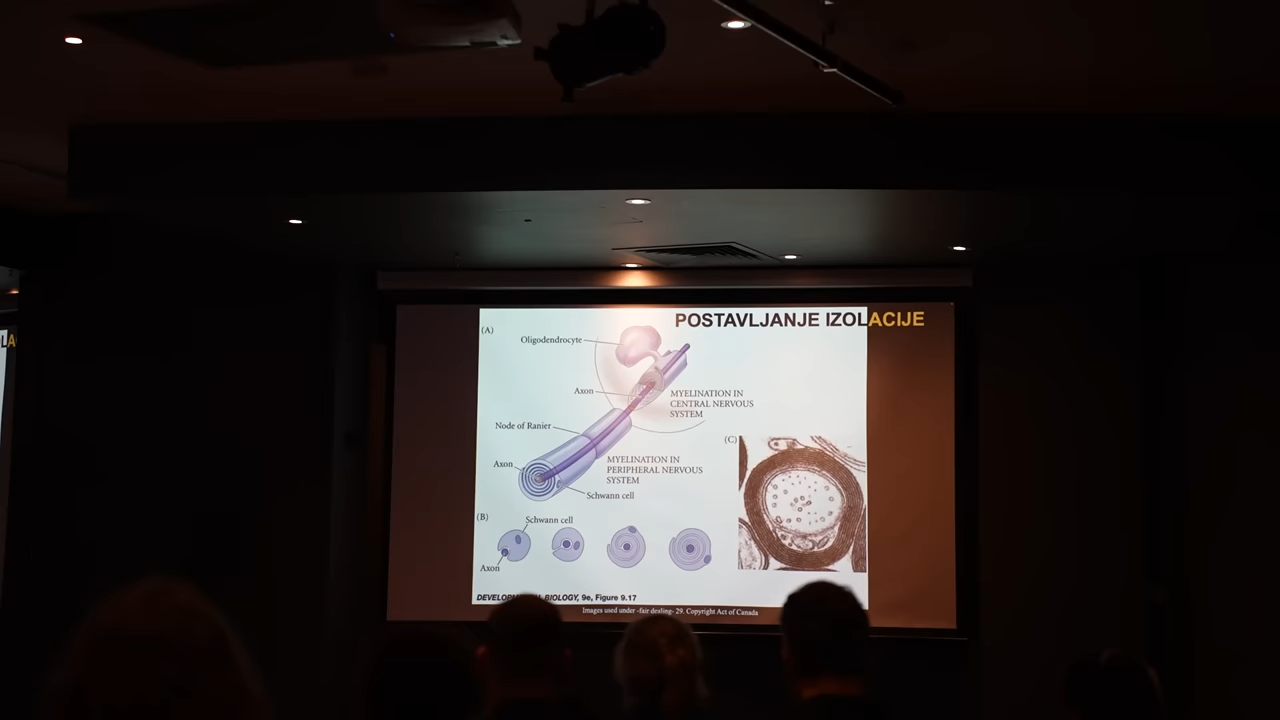 POSTAVLJANJE IZOLACIJE
(A)
Oligodendrocyte
Axon
MYELINATION IN
CENTRAL NERVOUS
SYSTEM
Node of Ranier
(C)
Axon
MYELINATION IN
PERIPHERAL NERVOUS
SYSTEM
Schwann cell
(B)
Schwann cell
Axon
BIOLOGY, 9e, Figure 9.17
Images used under -fair dealing- 29. Copyright Act of Canada